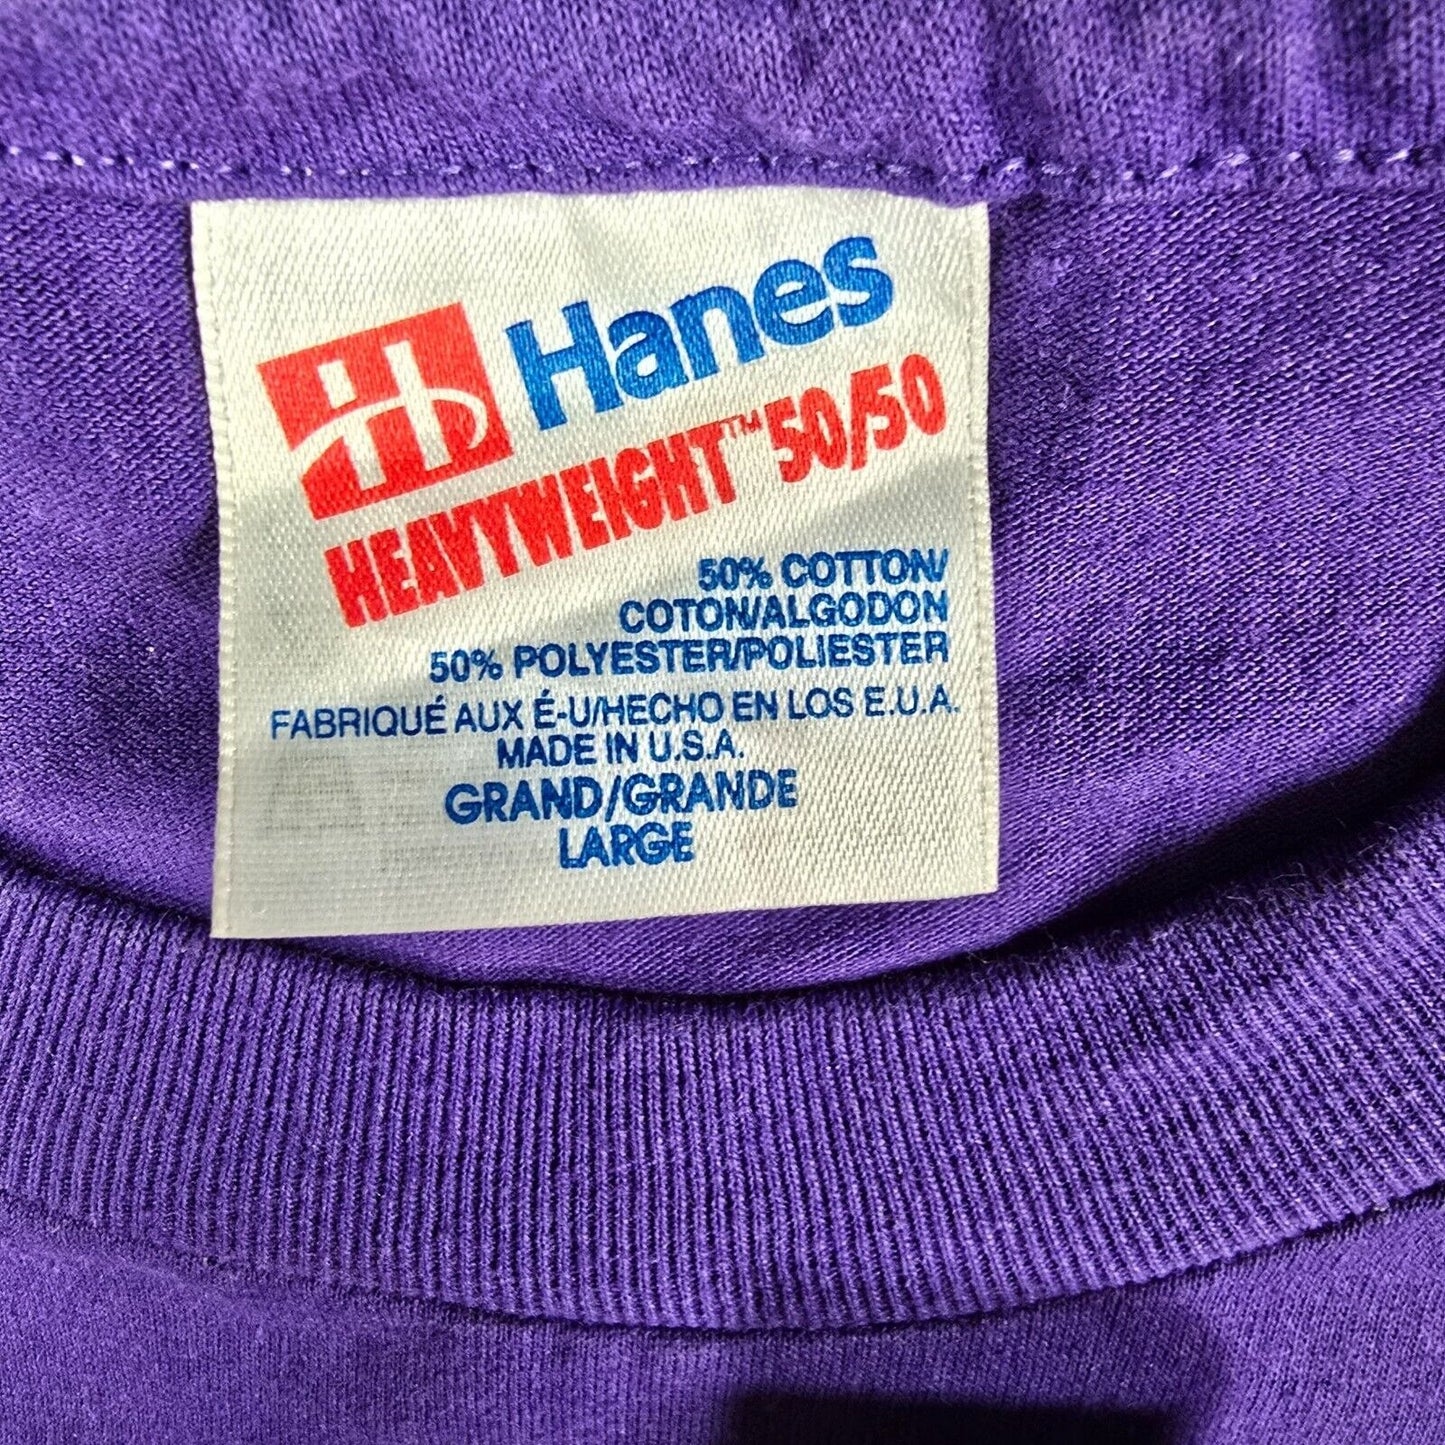 Hanes
HEAVYWEIGHT™ 50/50
50% COTTON/
COTON/ALGODON
50% POLYESTER/POLIESTER
FABRIQUÉ AUX É-U/HECHO EN LOS E.U.A.
MADE IN U.S.A.
GRAND/GRANDE
LARGE